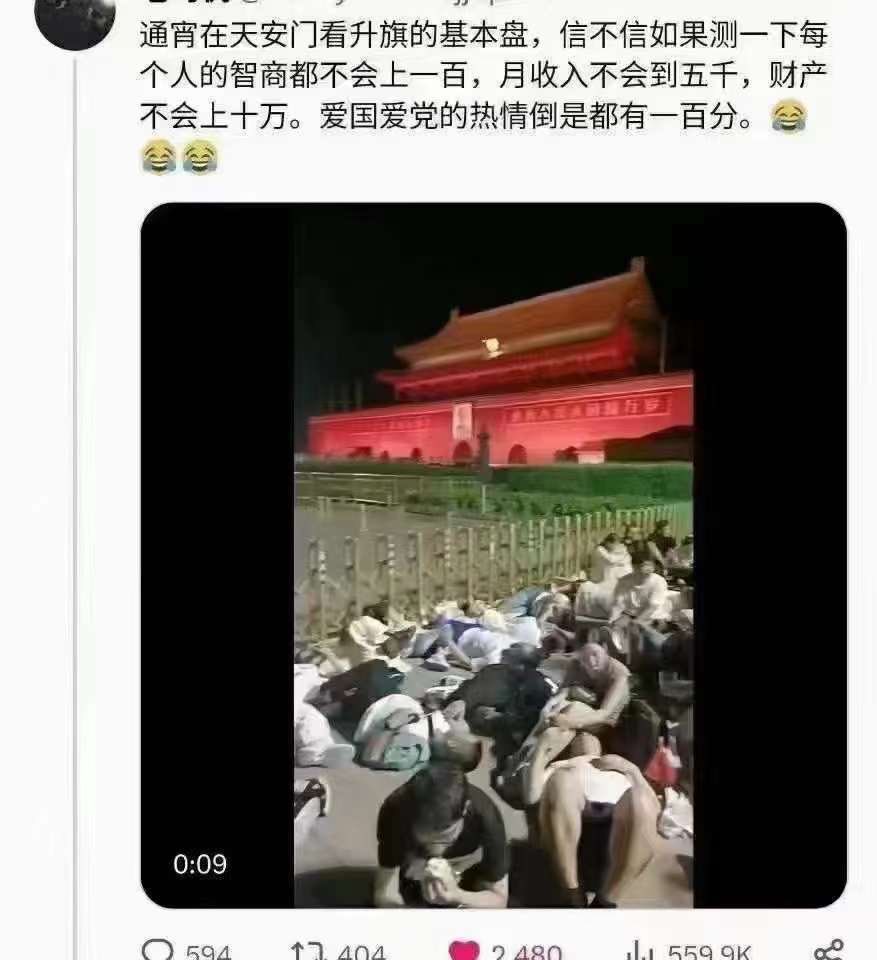 通宵在天安门看升旗的基本盘，信不信如果测一下每
个人的智商都不会上一百，月收入不会到五千，财产
不会上十万。爱国爱党的热情倒是都有一百分。😂
😂😂
0:09
594 404 2,480 559.9K